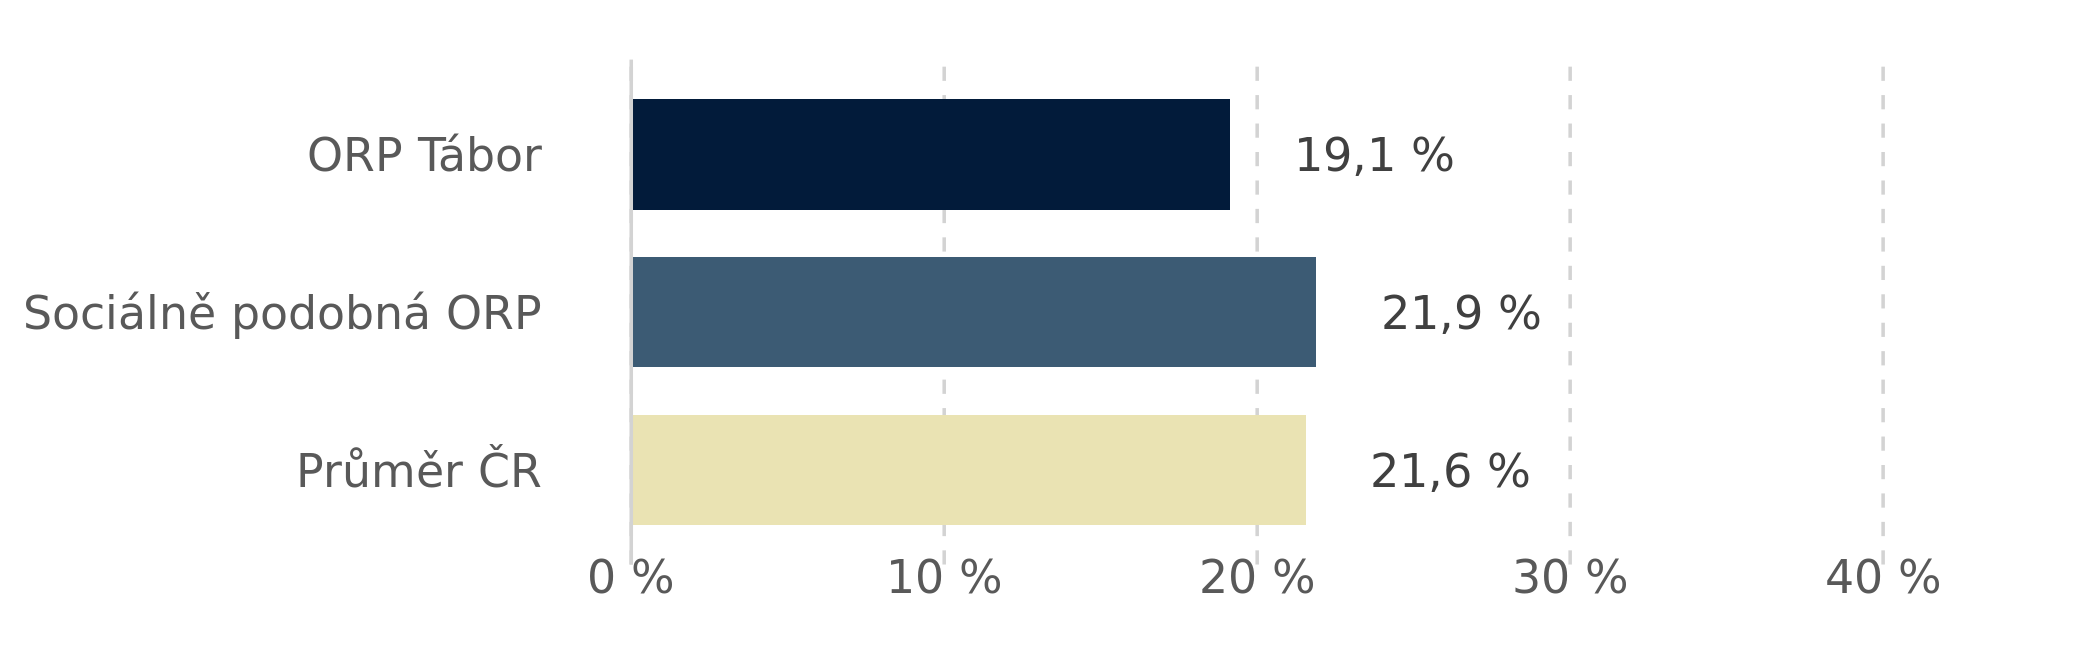 ORP Tábor 19,1 %
Sociálně podobná ORP 21,9 %
Průměr ČR 21,6 %
0 % 10 % 20 % 30 % 40 %